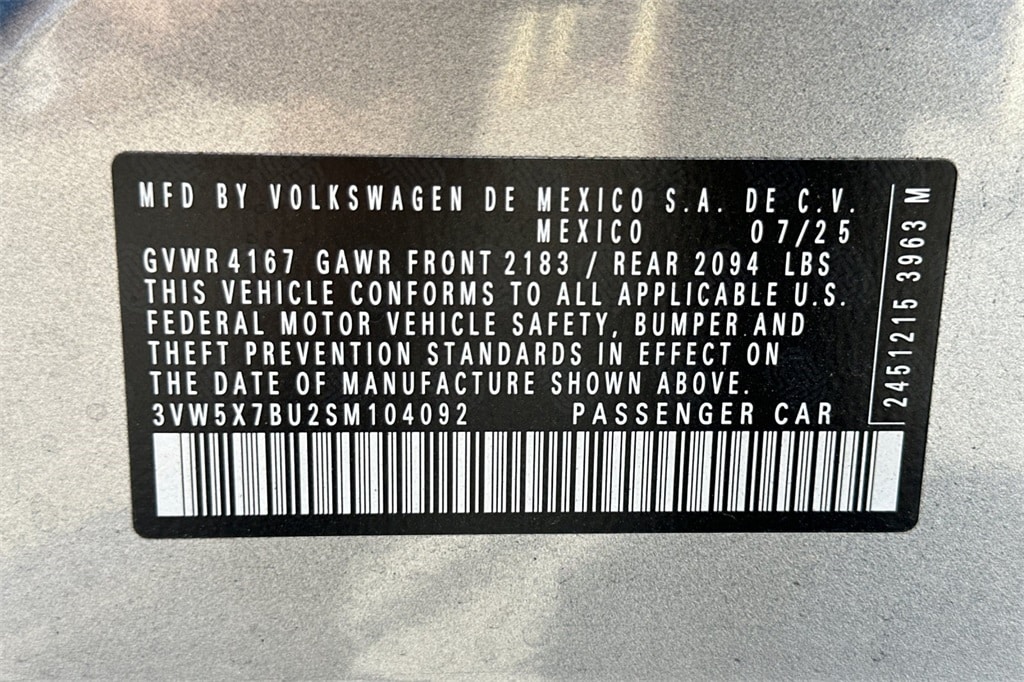 MFD BY VOLKSWAGEN DE MEXICO S.A. DE C.V.
MEXICO 07/25
GVWR 4167 GAWR FRONT 2183 / REAR 2094 LBS
THIS VEHICLE CONFORMS TO ALL APPLICABLE U.S.
FEDERAL MOTOR VEHICLE SAFETY, BUMPER AND
THEFT PREVENTION STANDARDS IN EFFECT ON
THE DATE OF MANUFACTURE SHOWN ABOVE.
3VW5X7BU2SM104092 PASSENGER CAR
2451215 3963 M